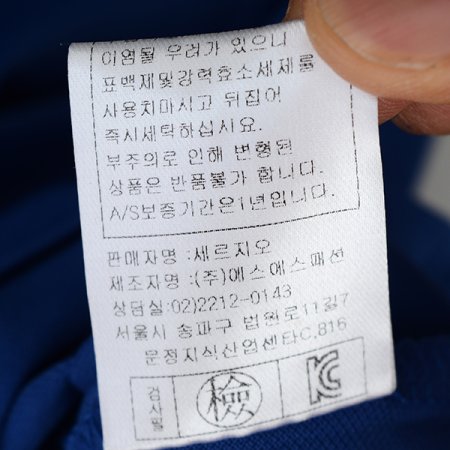 이염될 우려가 있으니
표백제및강력효소세제를
사용치마시고 뒤집어
즉시세탁하십시요.
부주의로 인해 변형된
상품은 반품불가 합니다.
A/S보증기간은1년입니다.
판매자명 : 세르지오
제조자명 : (주)에스에스패션
상담실:02)2212-0143
서울시 송파구 법원로11길7
문정지식산업센타C,816
검사필 檢 KC